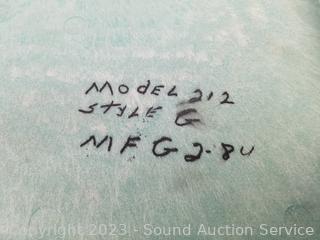 MODEL 212
STYLE G
MFG 2-84
Copyright 2023 - Sound Auction Service